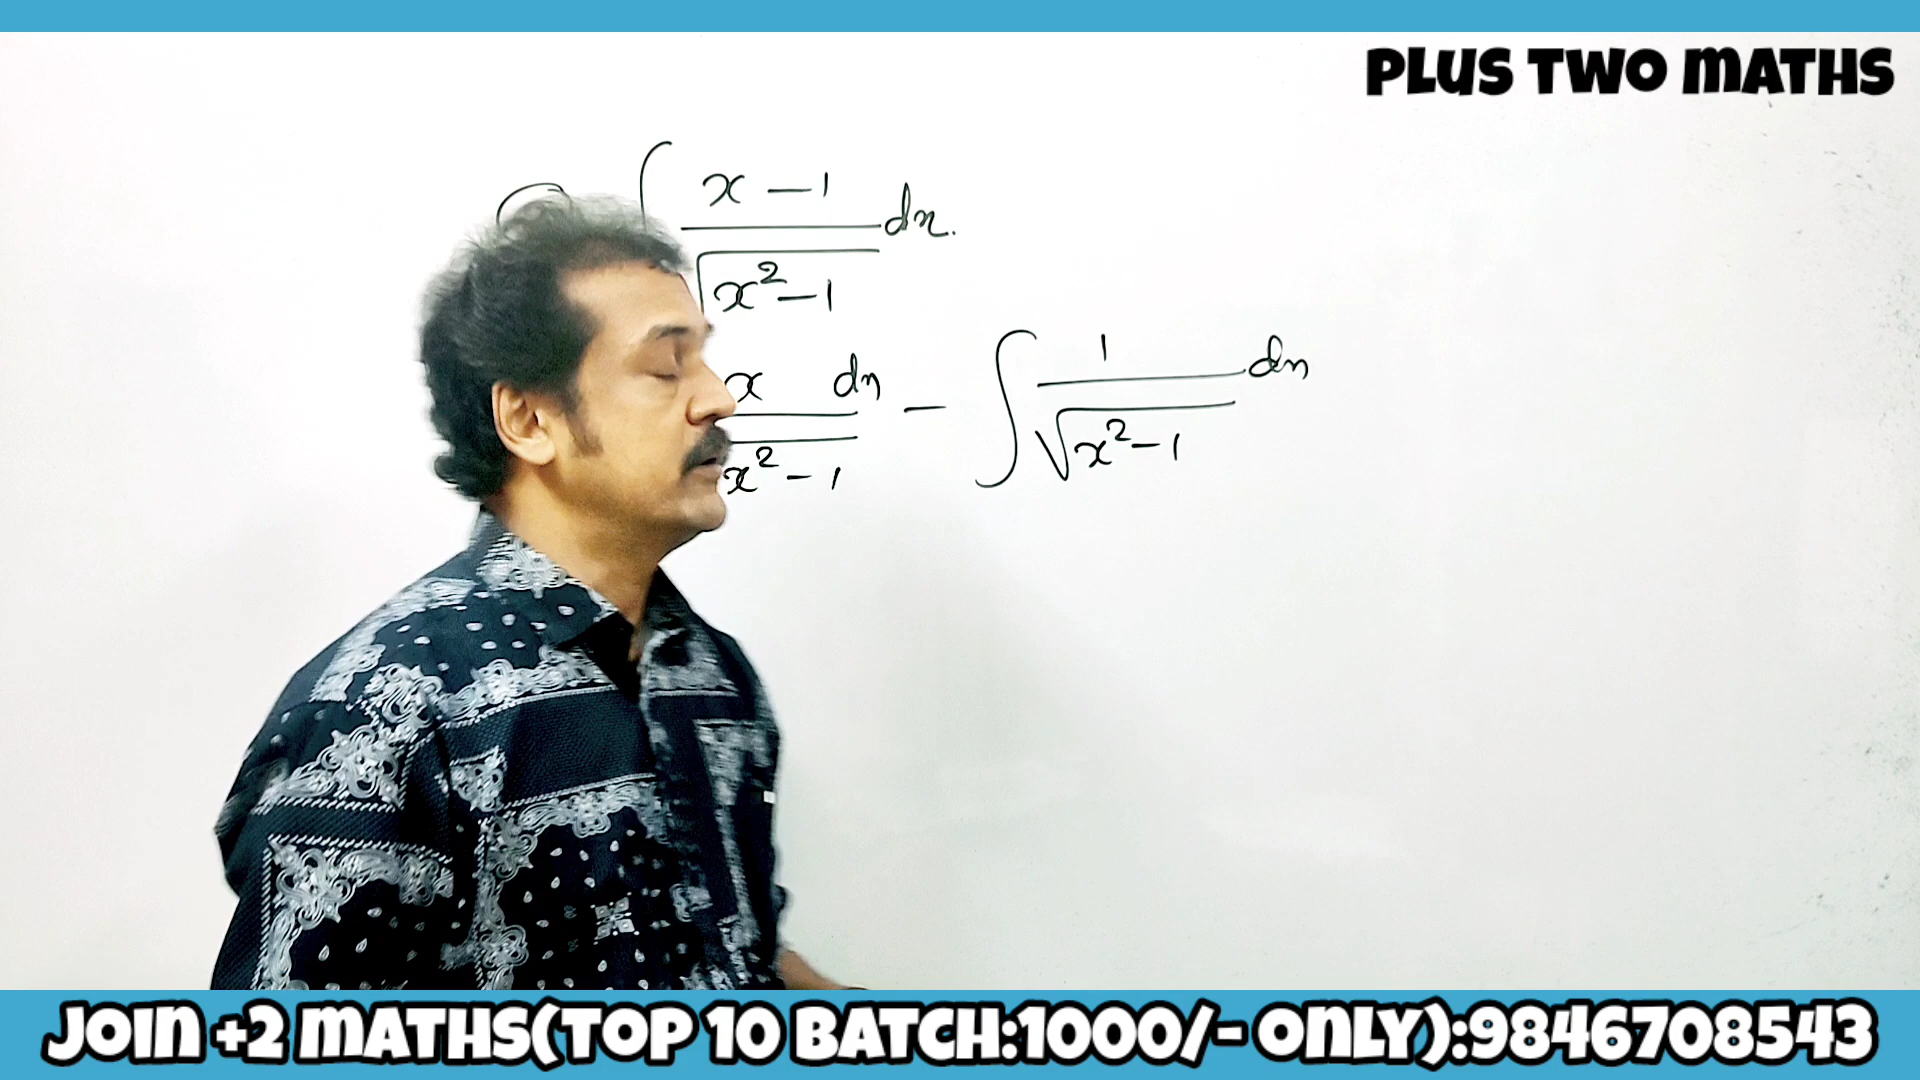 PLUS TWO MATHS
∫ x − 1 / √x² − 1 dx.
x dx / x² − 1 − ∫ 1 / √x² − 1 dx
JOIN +2 MATHS(TOP 10 BATCH:1000/- ONLY):9846708543